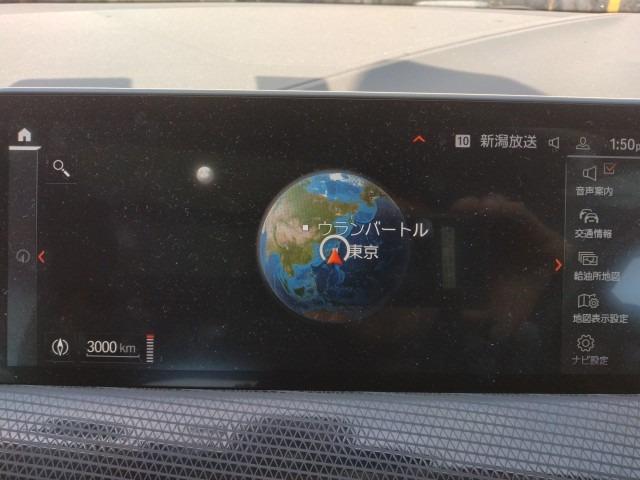 10 新潟放送 1:50p
音声案内
ウランバートル
交通情報
東京
給油所地図
地図表示設定
3000 km
ナビ設定